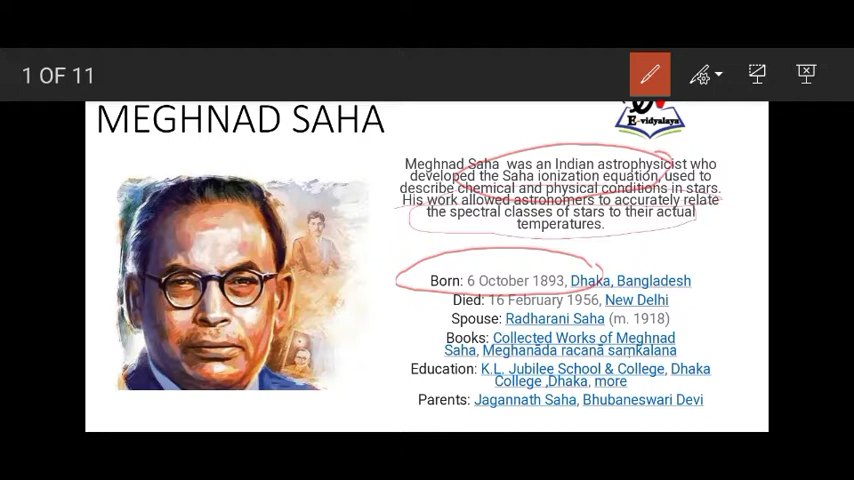 1 OF 11
MEGHNAD SAHA
E-vidyalaya
Meghnad Saha was an Indian astrophysicist who
developed the Saha ionization equation, used to
describe chemical and physical conditions in stars.
His work allowed astronomers to accurately relate
the spectral classes of stars to their actual
temperatures.
Born: 6 October 1893, Dhaka, Bangladesh
Died: 16 February 1956, New Delhi
Spouse: Radharani Saha (m. 1918)
Books: Collected Works of Meghnad
Saha, Meghanāda racanā saṃkalana
Education: K.L. Jubilee School & College, Dhaka
College ,Dhaka, more
Parents: Jagannath Saha, Bhubaneswari Devi